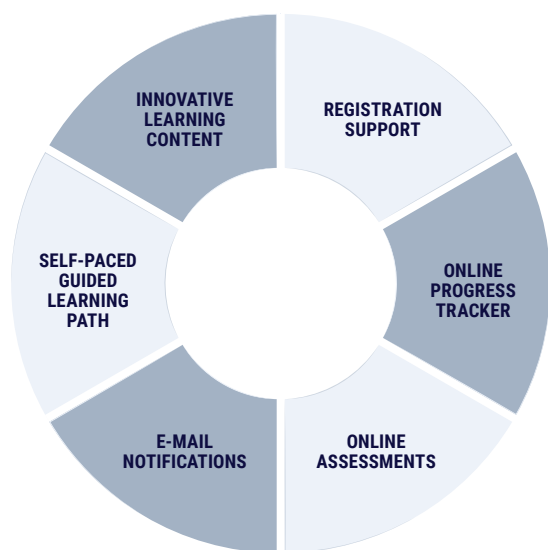 INNOVATIVE
LEARNING
CONTENT
REGISTRATION
SUPPORT
ONLINE
PROGRESS
TRACKER
ONLINE
ASSESSMENTS
E-MAIL
NOTIFICATIONS
SELF-PACED
GUIDED
LEARNING
PATH